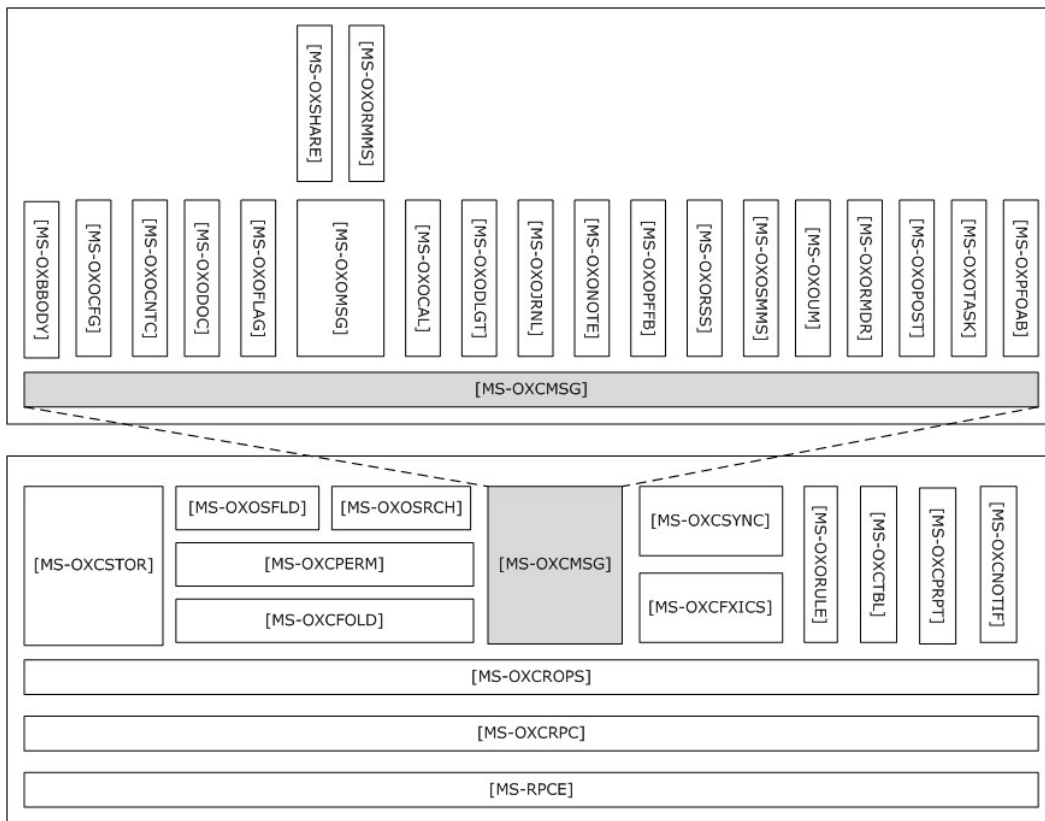 [MS-OXSHARE]
[MS-OXORMMS]
[MS-OXBBODY]
[MS-OXOCFG]
[MS-OXOCNTC]
[MS-OXODOC]
[MS-OXOFLAG]
[MS-OXOMSG]
[MS-OXOCAL]
[MS-OXODLGT]
[MS-OXOJRNL]
[MS-OXONOTE]
[MS-OXOPFFB]
[MS-OXORSS]
[MS-OXOSMMS]
[MS-OXOUM]
[MS-OXORMDR]
[MS-OXOPOST]
[MS-OXOTASK]
[MS-OXPFOAB]
[MS-OXCMSG]
[MS-OXCSTOR]
[MS-OXOSFLD]
[MS-OXOSRCH]
[MS-OXCPERM]
[MS-OXCFOLD]
[MS-OXCMSG]
[MS-OXCSYNC]
[MS-OXCFXICS]
[MS-OXORULE]
[MS-OXCTBL]
[MS-OXCPRPT]
[MS-OXCNOTIF]
[MS-OXCROPS]
[MS-OXCRPC]
[MS-RPCE]